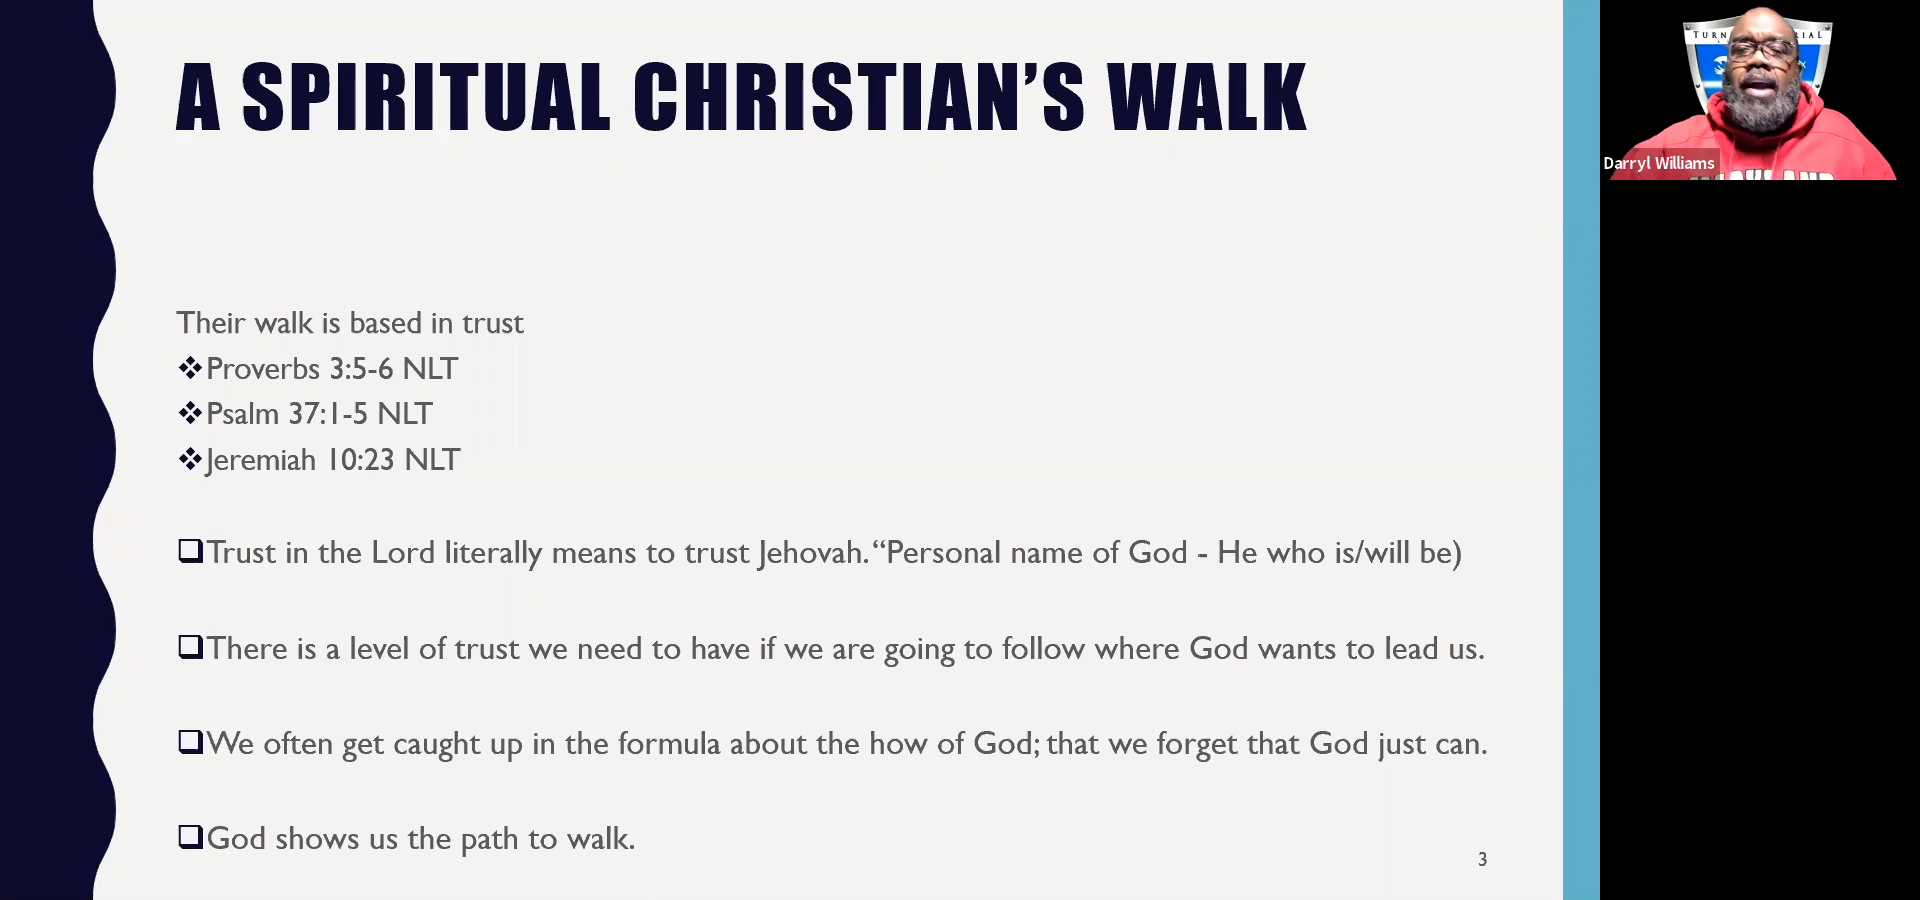 A SPIRITUAL CHRISTIAN’S WALK
Their walk is based in trust
❖Proverbs 3:5-6 NLT
❖Psalm 37:1-5 NLT
❖Jeremiah 10:23 NLT
❑Trust in the Lord literally means to trust Jehovah. “Personal name of God - He who is/will be)
❑There is a level of trust we need to have if we are going to follow where God wants to lead us.
❑We often get caught up in the formula about the how of God; that we forget that God just can.
❑God shows us the path to walk.
3
Darryl Williams